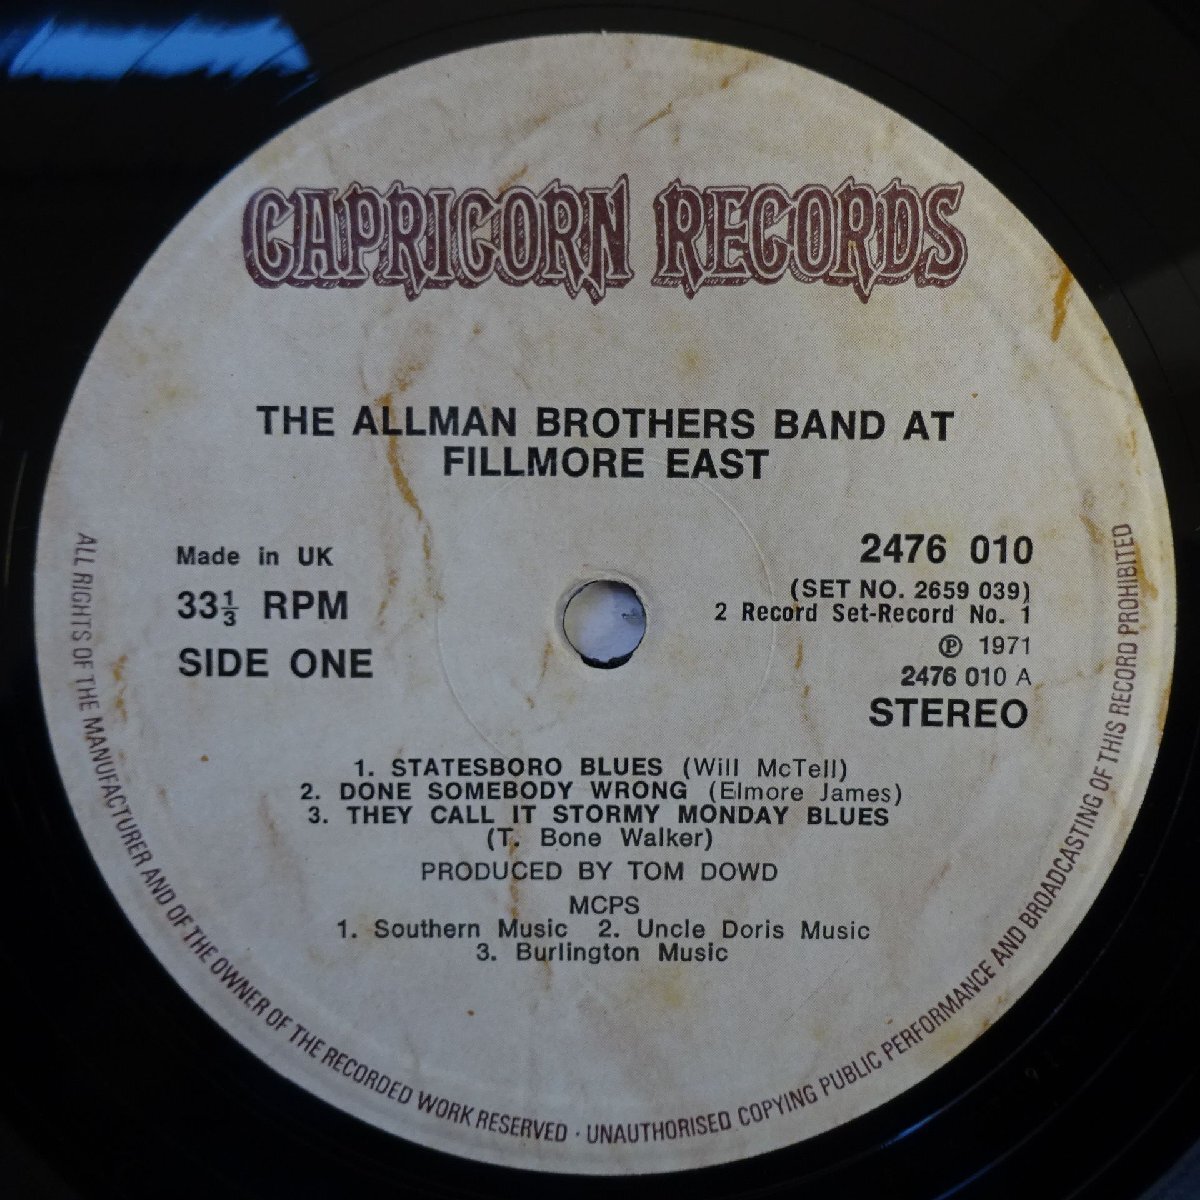 CAPRICORN RECORDS
THE ALLMAN BROTHERS BAND AT
FILLMORE EAST
Made in UK
33⅓ RPM
SIDE ONE
2476 010
(SET NO. 2659 039)
2 Record Set-Record No. 1
Ⓟ 1971
2476 010 A
STEREO
1. STATESBORO BLUES (Will McTell)
2. DONE SOMEBODY WRONG (Elmore James)
3. THEY CALL IT STORMY MONDAY BLUES
(T. Bone Walker)
PRODUCED BY TOM DOWD
MCPS
1. Southern Music 2. Uncle Doris Music
3. Burlington Music
ALL RIGHTS OF THE MANUFACTURER AND OF THE OWNER OF THE RECORDED WORK RESERVED · UNAUTHORISED COPYING PUBLIC PERFORMANCE AND BROADCASTING OF THIS RECORD PROHIBITED